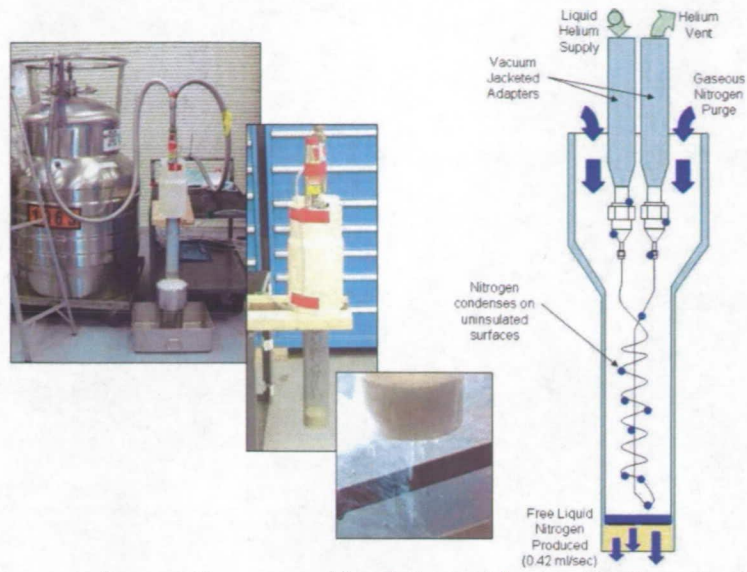 Liquid
Helium
Supply
Helium
Vent
Vacuum
Jacketed
Adapters
Gaseous
Nitrogen
Purge
Nitrogen
condenses on
uninsulated
surfaces
Free Liquid
Nitrogen
Produced
(0.42 ml/sec)